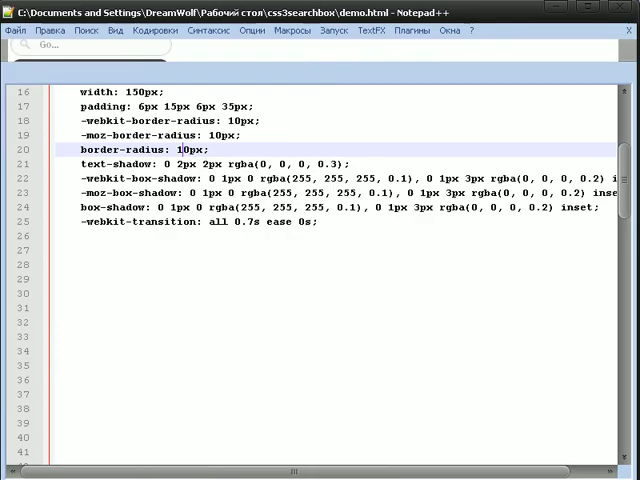 C:\Documents and Settings\DreamWolf\Рабочий стол\css3searchbox\demo.html - Notepad++
Файл Правка Поиск Вид Кодировки Синтаксис Опции Макросы Запуск TextFX Плагины Окна ?
Go...
16 width: 150px;
17 padding: 6px 15px 6px 35px;
18 -webkit-border-radius: 10px;
19 -moz-border-radius: 10px;
20 border-radius: 10px;
21 text-shadow: 0 2px 2px rgba(0, 0, 0, 0.3);
22 -webkit-box-shadow: 0 1px 0 rgba(255, 255, 255, 0.1), 0 1px 3px rgba(0, 0, 0, 0.2) i
23 -moz-box-shadow: 0 1px 0 rgba(255, 255, 255, 0.1), 0 1px 3px rgba(0, 0, 0, 0.2) inse
24 box-shadow: 0 1px 0 rgba(255, 255, 255, 0.1), 0 1px 3px rgba(0, 0, 0, 0.2) inset;
25 -webkit-transition: all 0.7s ease 0s;
26
27
28
29
30
31
32
33
34
35
36
37
38
39
40
41